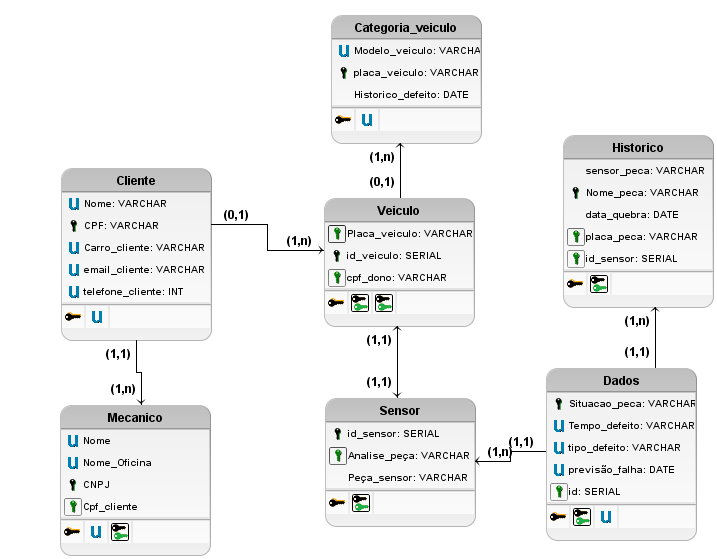 Categoria_veiculo
Modelo_veiculo: VARCHA
placa_veiculo: VARCHAR
Historico_defeito: DATE
(1,n)
(0,1)
Cliente
Nome: VARCHAR
CPF: VARCHAR
Carro_cliente: VARCHAR
email_cliente: VARCHAR
telefone_cliente: INT
(0,1)
(1,n)
Veiculo
Placa_veiculo: VARCHAR
id_veiculo: SERIAL
cpf_dono: VARCHAR
Historico
sensor_peca: VARCHAR
Nome_peca: VARCHAR
data_quebra: DATE
placa_peca: VARCHAR
id_sensor: SERIAL
(1,n)
(1,1)
(1,1)
(1,n)
(1,1)
(1,1)
Mecanico
Nome
Nome_Oficina
CNPJ
Cpf_cliente
Sensor
id_sensor: SERIAL
Analise_peça: VARCHAR
Peça_sensor: VARCHAR
(1,n)
(1,1)
Dados
Situacao_peca: VARCHAR
Tempo_defeito: VARCHAR
tipo_defeito: VARCHAR
previsão_falha: DATE
id: SERIAL